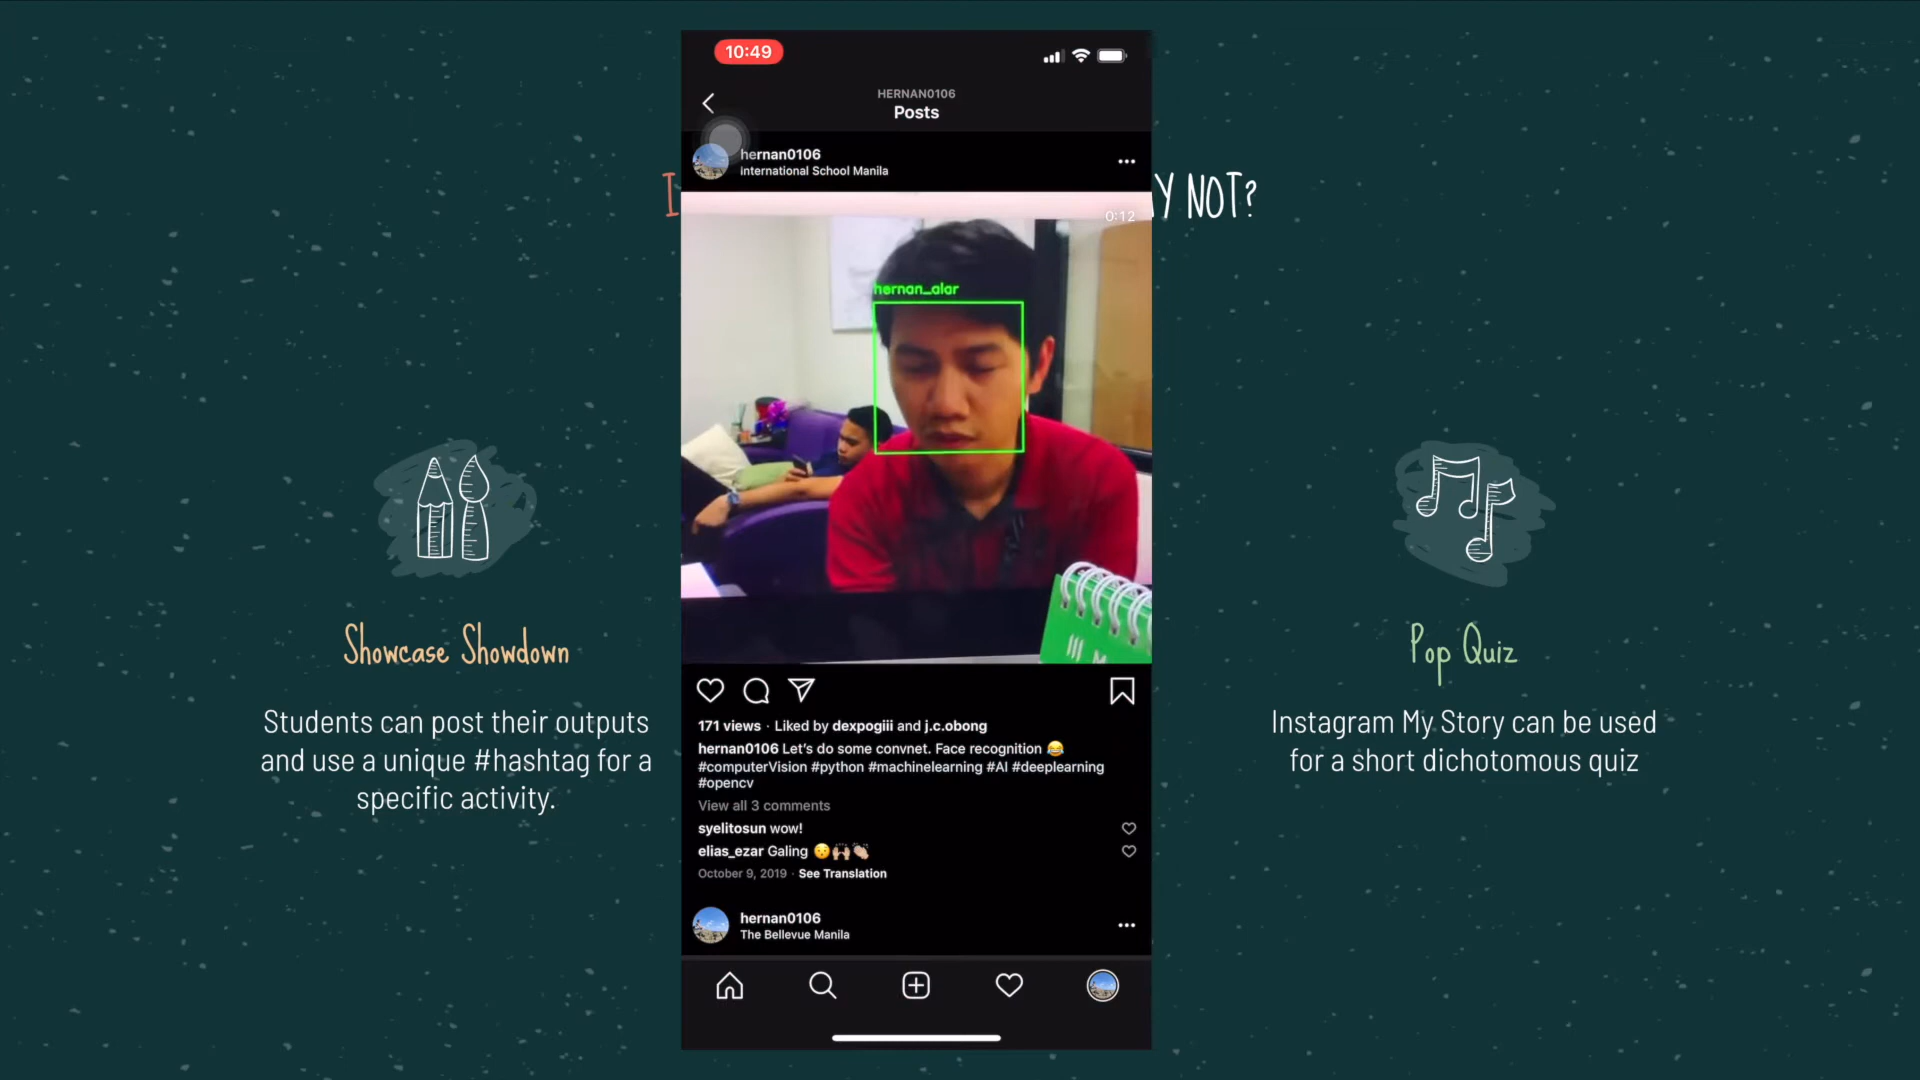 10:49
HERNAN0106
Posts
hernan0106
International School Manila
I
Y NOT?
0:12
hernan_alar
171 views · Liked by dexpogiii and j.c.obong
hernan0106 Let's do some convnet. Face recognition 😂
#computerVision #python #machinelearning #AI #deeplearning
#opencv
View all 3 comments
syelitosun wow!
elias_ezar Galing 😯🙌🏼👏🏼
October 9, 2019 · See Translation
hernan0106
The Bellevue Manila
Showcase Showdown
Students can post their outputs
and use a unique #hashtag for a
specific activity.
Pop Quiz
Instagram My Story can be used
for a short dichotomous quiz